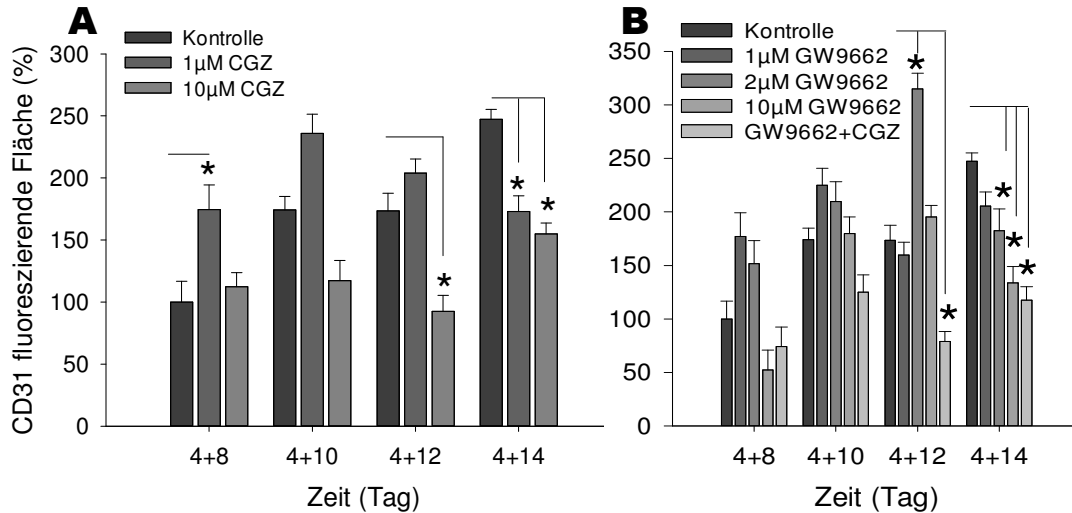 A
CD31 fluoreszierende Fläche (%)
Kontrolle
1µM CGZ
10µM CGZ
300
250
200
150
100
50
0
* * * *
4+8 4+10 4+12 4+14
Zeit (Tag)
B
Kontrolle
1µM GW9662
2µM GW9662
10µM GW9662
GW9662+CGZ
350
300
250
200
150
100
50
0
* * * * *
4+8 4+10 4+12 4+14
Zeit (Tag)